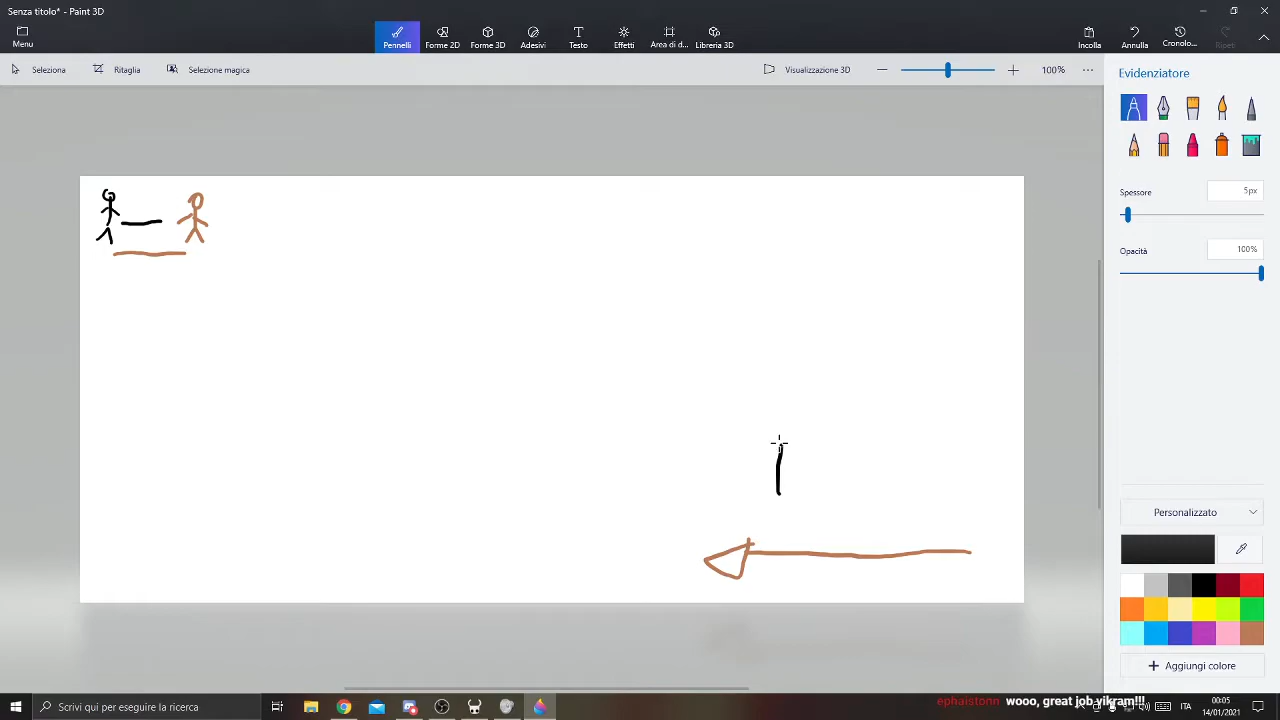 Senza titolo* - Paint 3D
Menu
Pennelli
Forme 2D
Forme 3D
Adesivi
Testo
Effetti
Area di d...
Libreria 3D
Incolla
Annulla
Cronolo...
Ripeti
Seleziona
Ritaglia
Selezione magica
Visualizzazione 3D
100%
Evidenziatore
Spessore
5px
Opacità
100%
Personalizzato
Aggiungi colore
Scrivi qui per eseguire la ricerca
ephaistonn wooo, great job vikram!!!
ITA
00:05
14/01/2021